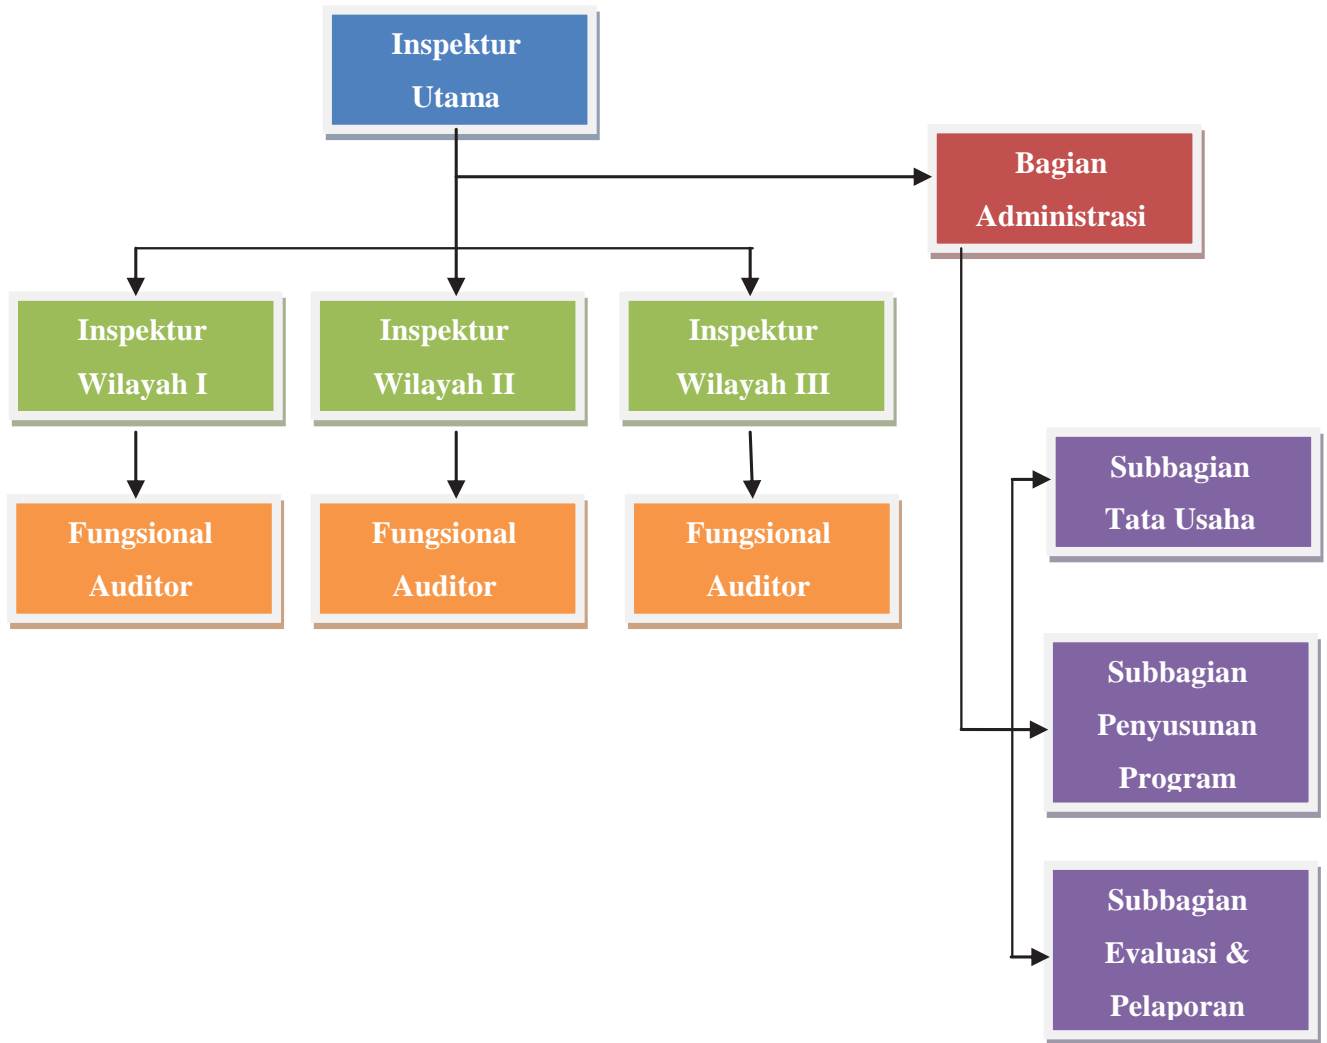 Inspektur
Utama
Bagian
Administrasi
Inspektur
Wilayah I
Inspektur
Wilayah II
Inspektur
Wilayah III
Fungsional
Auditor
Fungsional
Auditor
Fungsional
Auditor
Subbagian
Tata Usaha
Subbagian
Penyusunan
Program
Subbagian
Evaluasi &
Pelaporan